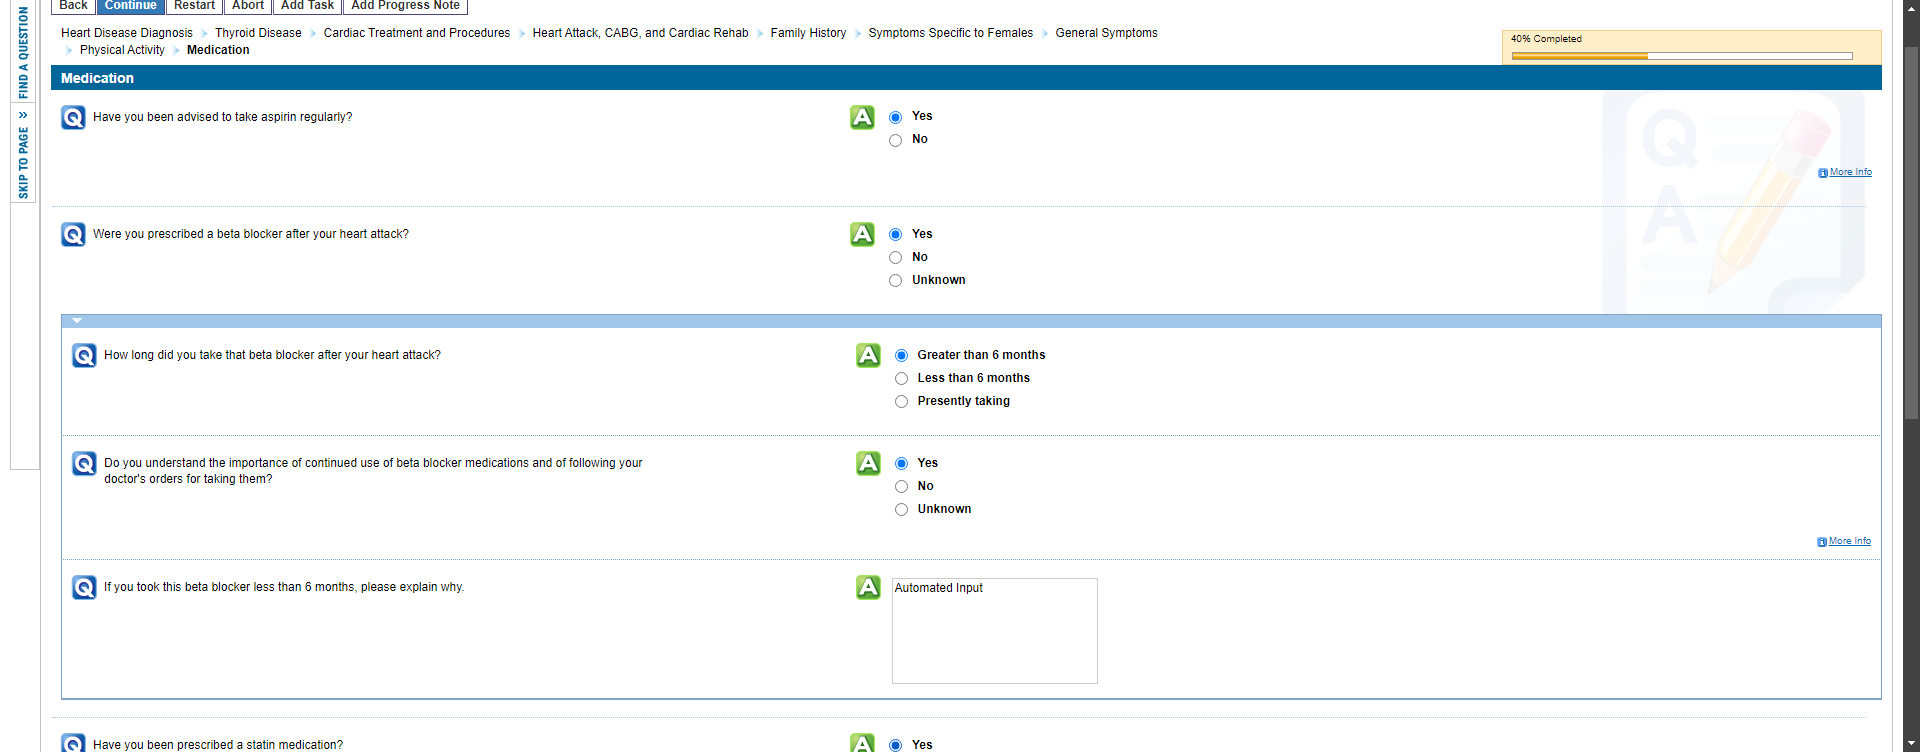 Back Continue Restart Abort Add Task Add Progress Note
FIND A QUESTION
SKIP TO PAGE »
Heart Disease Diagnosis Thyroid Disease Cardiac Treatment and Procedures Heart Attack, CABG, and Cardiac Rehab Family History Symptoms Specific to Females General Symptoms
Physical Activity Medication
40% Completed
Medication
Q Have you been advised to take aspirin regularly?
A Yes
No
More Info
Q Were you prescribed a beta blocker after your heart attack?
A Yes
No
Unknown
Q How long did you take that beta blocker after your heart attack?
A Greater than 6 months
Less than 6 months
Presently taking
Q Do you understand the importance of continued use of beta blocker medications and of following your
doctor's orders for taking them?
A Yes
No
Unknown
More Info
Q If you took this beta blocker less than 6 months, please explain why.
A Automated Input
Q Have you been prescribed a statin medication?
A Yes
Q
A